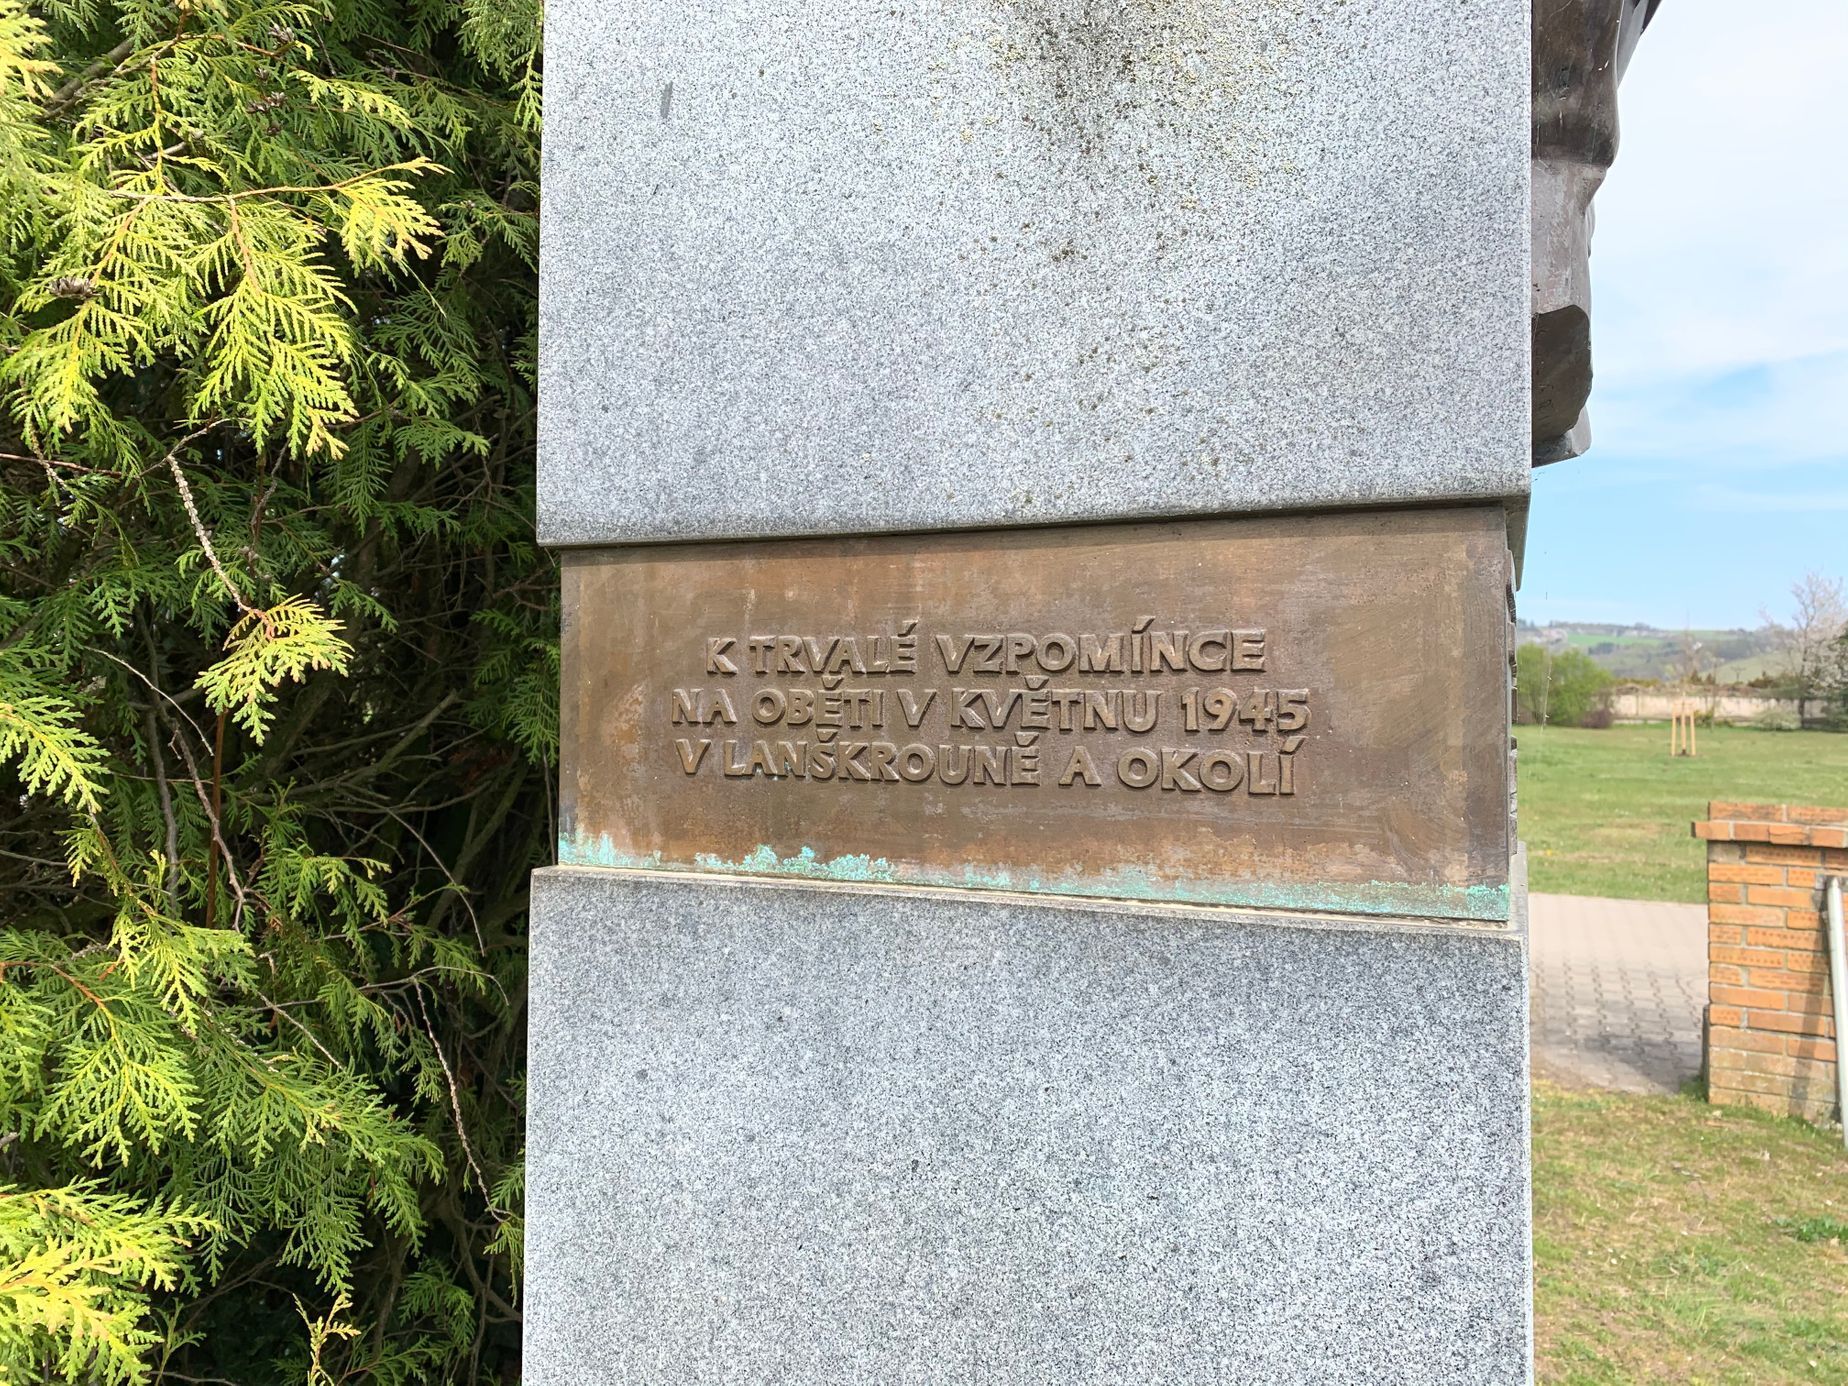 K TRVALÉ VZPOMÍNCE
NA OBĚTI V KVĚTNU 1945
V LANŠKROUNĚ A OKOLÍ